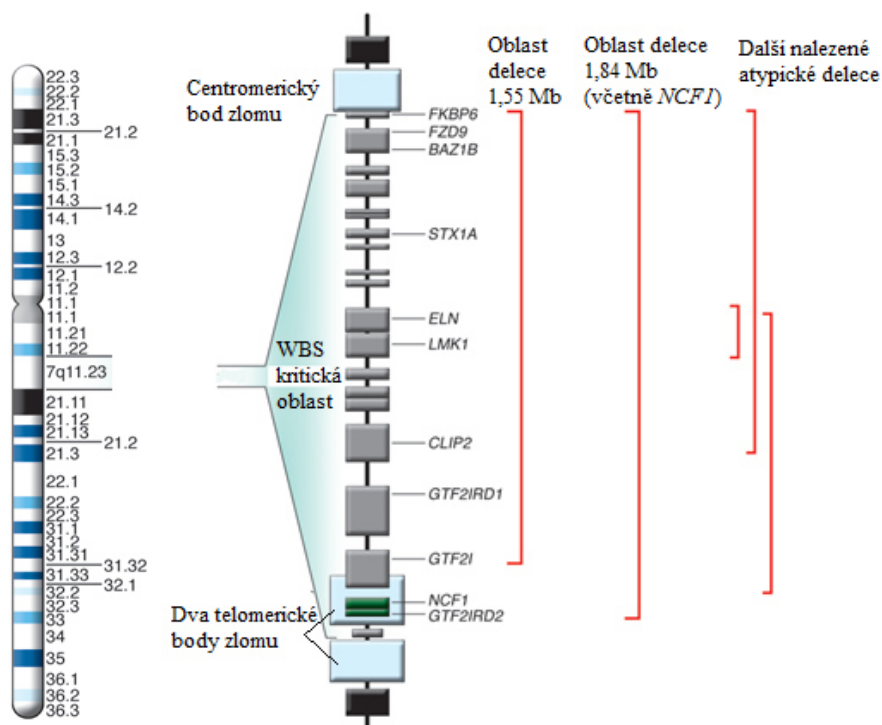 22.3
22.2
22.1
21.3
21.2
21.1
15.3
15.2
15.1
14.3
14.2
14.1
13
12.3
12.2
12.1
11.2
11.1
11.1
11.21
11.22
7q11.23
21.11
21.12
21.13
21.2
21.3
22.1
22.2
22.3
31.1
31.2
31.31
31.32
31.33
32.1
32.2
32.3
33
34
35
36.1
36.2
36.3
Centromerický
bod zlomu
WBS
kritická
oblast
Dva telomerické
body zlomu
FKBP6
FZD9
BAZ1B
STX1A
ELN
LMK1
CLIP2
GTF2IRD1
GTF2I
NCF1
GTF2IRD2
Oblast
delece
1,55 Mb
Oblast delece
1,84 Mb
(včetně NCF1)
Další nalezené
atypické delece